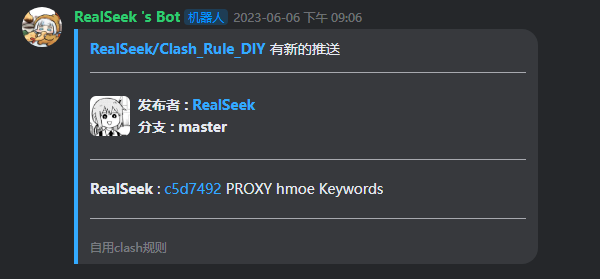 RealSeek 's Bot 机器人 2023-06-06 下午 09:06
RealSeek/Clash_Rule_DIY 有新的推送
发布者 : RealSeek
分支 : master
RealSeek : c5d7492 PROXY hmoe Keywords
自用clash规则